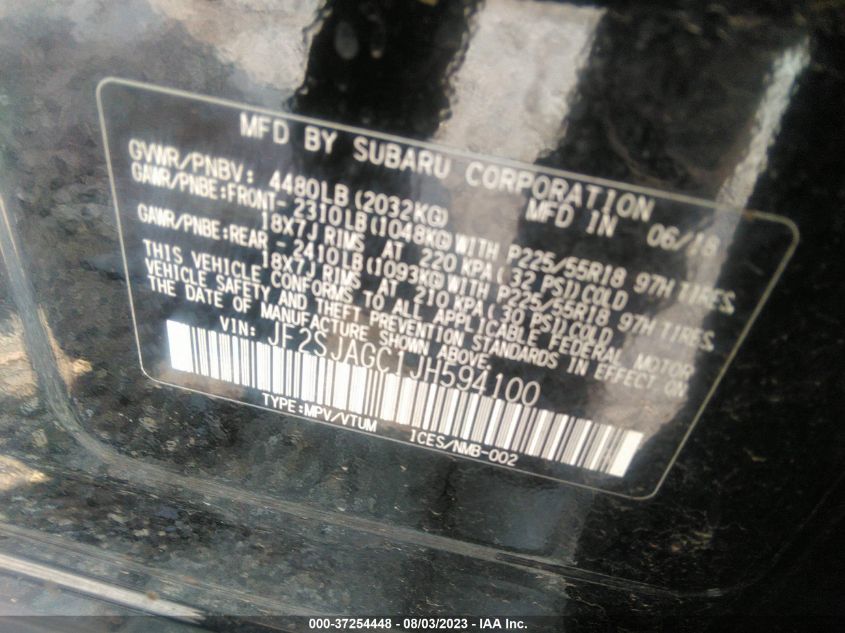 MFD BY SUBARU CORPORATION
MFD IN 06/18
GVWR/PNBV: 4480LB(2032KG)
GAWR/PNBE:FRONT- 2310LB(1048KG)WITH P225/55R18 97H TIRES,
18X7J RIMS AT 220 KPA(32 PSI)COLD
GAWR/PNBE:REAR - 2410LB(1093KG)WITH P225/55R18 97H TIRES,
18X7J RIMS AT 210 KPA(30 PSI)COLD
THIS VEHICLE CONFORMS TO ALL APPLICABLE FEDERAL MOTOR
VEHICLE SAFETY AND THEFT PREVENTION STANDARDS IN EFFECT ON
THE DATE OF MANUFACTURE SHOWN ABOVE.
VIN: JF2SJAGC1JH594100
TYPE:MPV/VTUM ICES/NMB-002
000-37254448 - 08/03/2023 - IAA Inc.